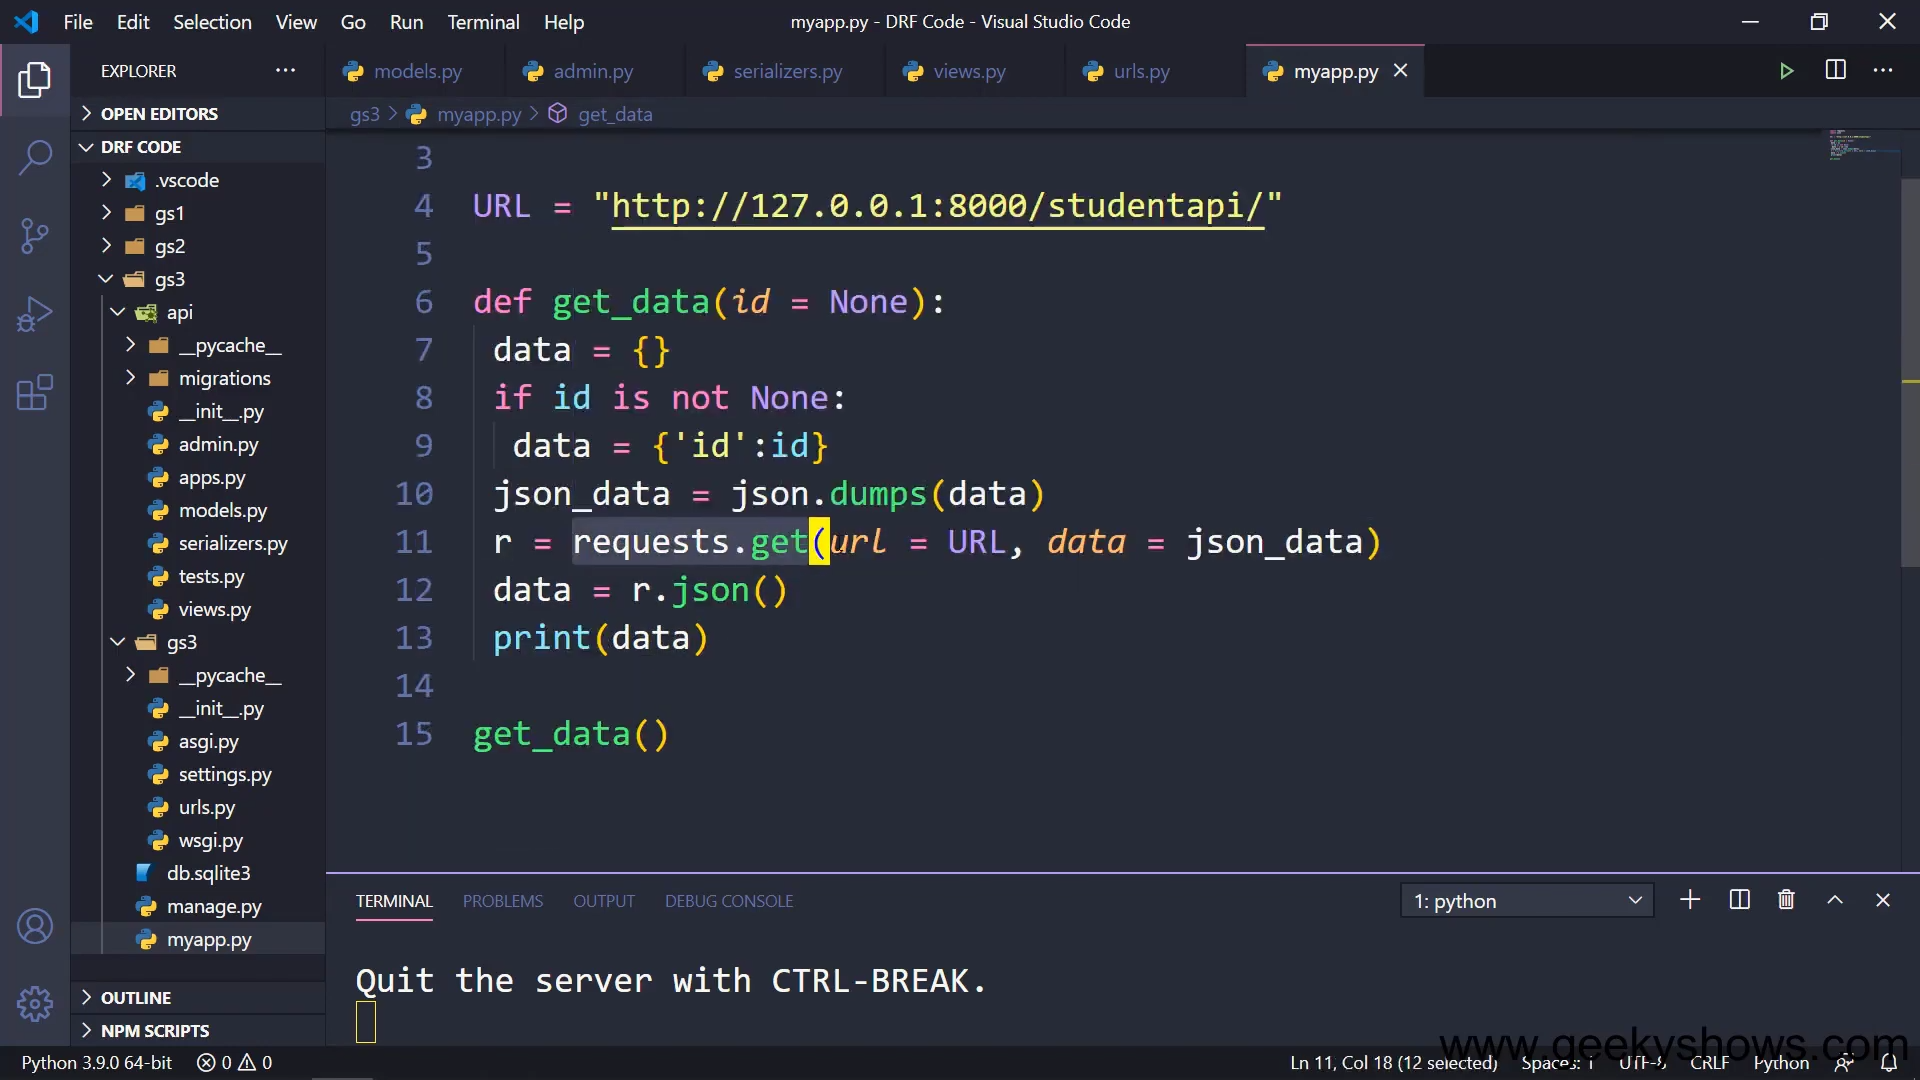 File Edit Selection View Go Run Terminal Help
myapp.py - DRF Code - Visual Studio Code
EXPLORER
models.py admin.py serializers.py views.py urls.py myapp.py
OPEN EDITORS
gs3 > myapp.py > get_data
DRF CODE
.vscode
gs1
gs2
gs3
api
__pycache__
migrations
__init__.py
admin.py
apps.py
models.py
serializers.py
tests.py
views.py
gs3
__pycache__
__init__.py
asgi.py
settings.py
urls.py
wsgi.py
db.sqlite3
manage.py
myapp.py
OUTLINE
NPM SCRIPTS
3
4 URL = "http://127.0.0.1:8000/studentapi/"
5
6 def get_data(id = None):
7 data = {}
8 if id is not None:
9 data = {'id':id}
10 json_data = json.dumps(data)
11 r = requests.get(url = URL, data = json_data)
12 data = r.json()
13 print(data)
14
15 get_data()
TERMINAL PROBLEMS OUTPUT DEBUG CONSOLE
1: python
Quit the server with CTRL-BREAK.
www.geekyshows.com
Python 3.9.0 64-bit 0 0
Ln 11, Col 18 (12 selected) Spaces: 1 UTF-8 CRLF Python